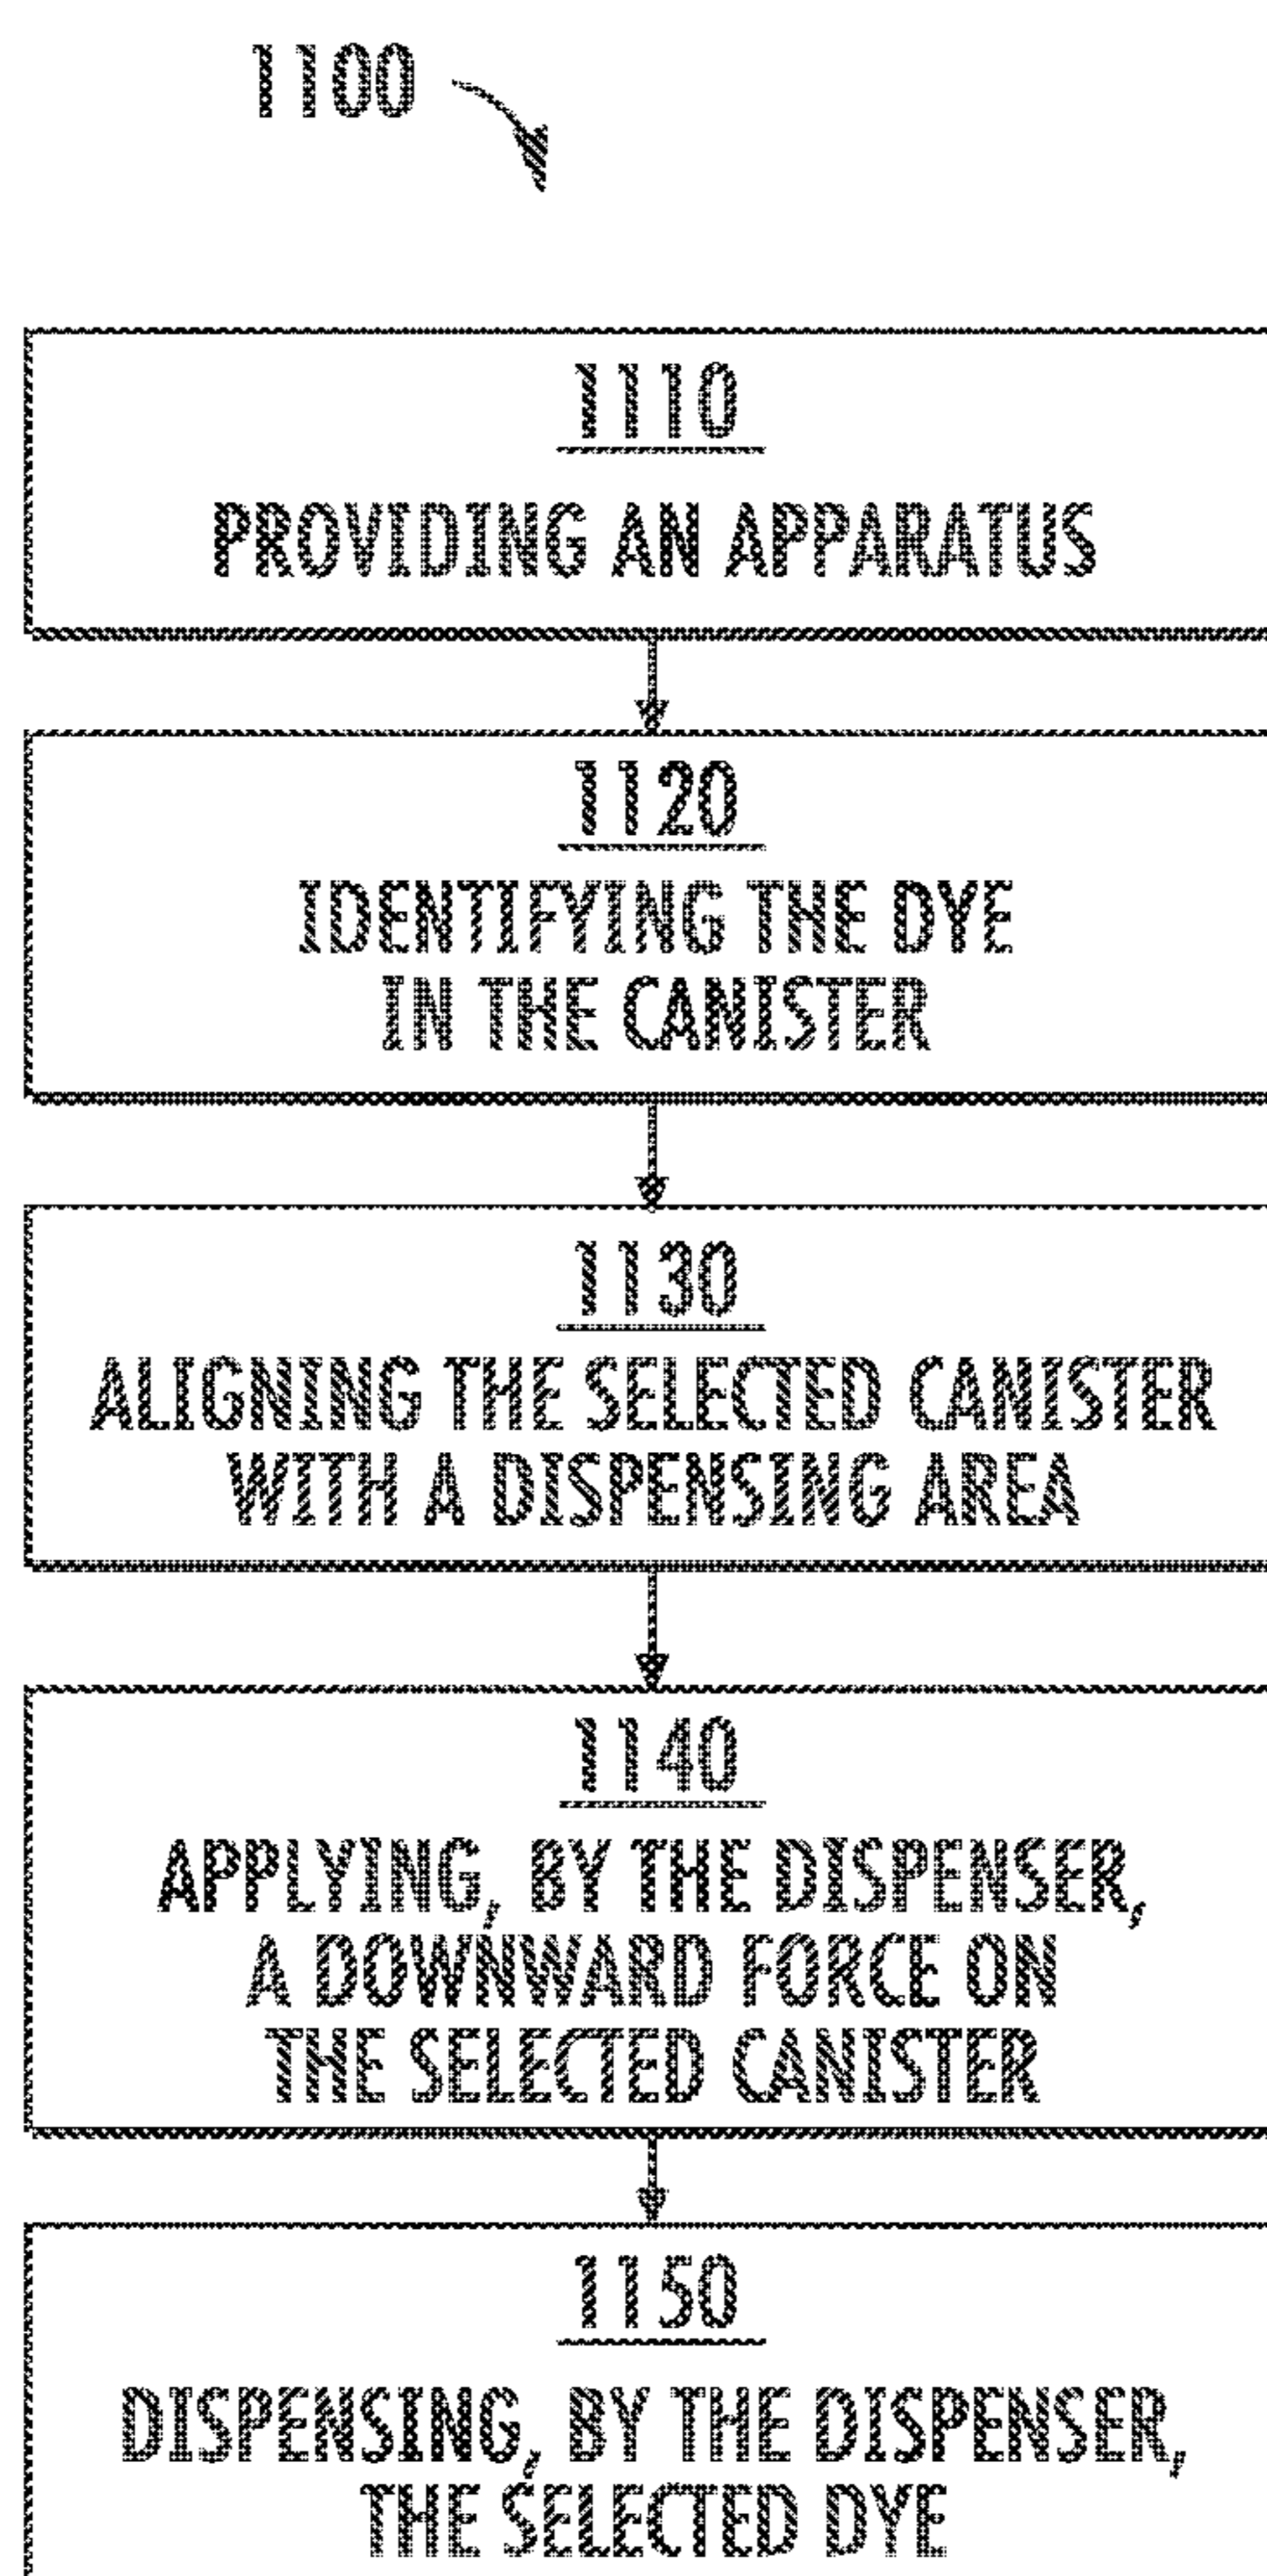 1100
1110
PROVIDING AN APPARATUS
1120
IDENTIFYING THE DYE
IN THE CANISTER
1130
ALIGNING THE SELECTED CANISTER
WITH A DISPENSING AREA
1140
APPLYING, BY THE DISPENSER,
A DOWNWARD FORCE ON
THE SELECTED CANISTER
1150
DISPENSING, BY THE DISPENSER,
THE SELECTED DYE